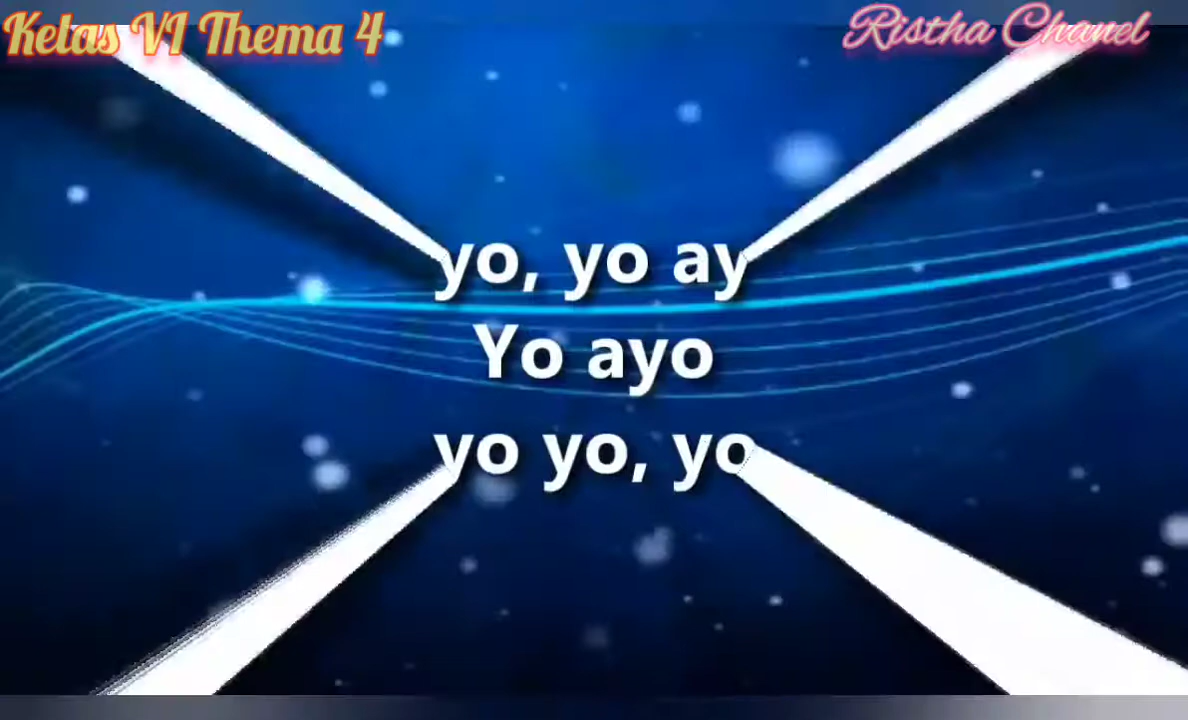 Kelas VI Thema 4
Ristha Chanel
yo, yo ay
Yo ayo
yo yo, yo